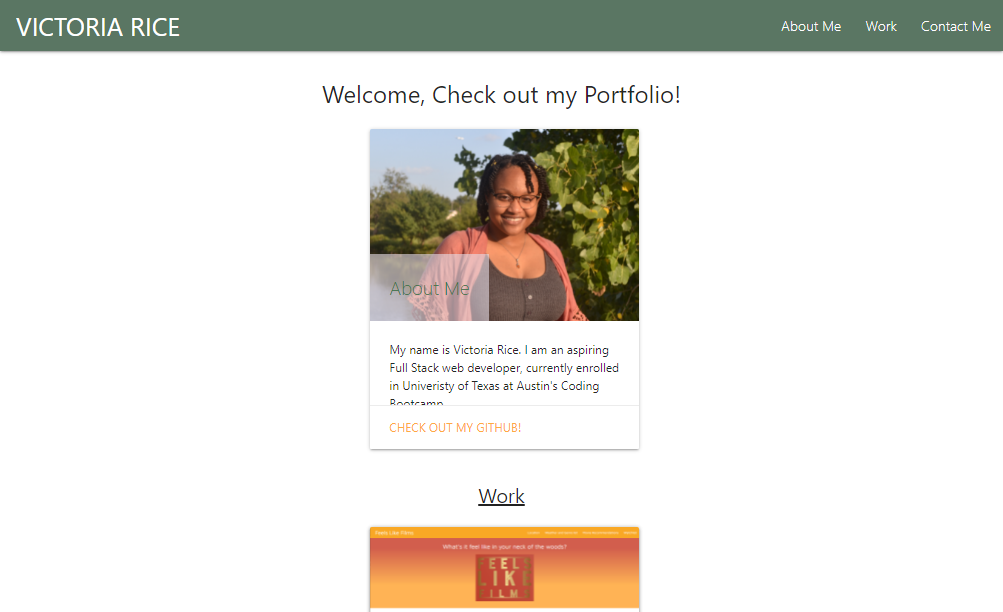 VICTORIA RICE
About Me Work Contact Me
Welcome, Check out my Portfolio!
About Me
My name is Victoria Rice. I am an aspiring
Full Stack web developer, currently enrolled
in Univeristy of Texas at Austin's Coding
Bootcamp
CHECK OUT MY GITHUB!
Work
Feels Like Films
What's it feel like in your neck of the woods?
FEELS
LIKE
FILMS